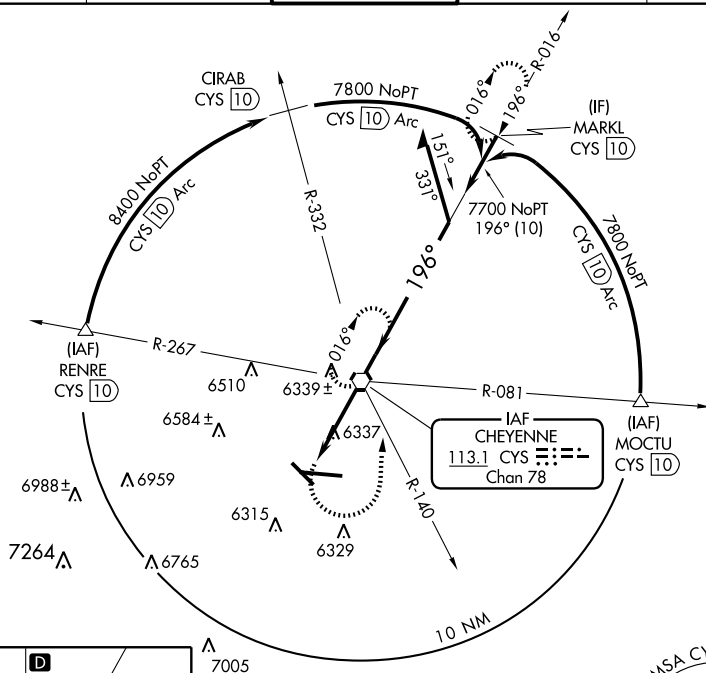 R-016
CIRAB
CYS 10
7800 NoPT
CYS 10 Arc
016°
196°
(IF)
MARKL
CYS 10
151°
331°
8400 NoPT
CYS 10 Arc
R-332
7700 NoPT
196° (10)
7800 NoPT
CYS 10 Arc
196°
(IAF)
RENRE
CYS 10
R-267
016°
6510
6339±
R-081
6584±
6337
IAF
CHEYENNE
113.1 CYS
Chan 78
(IAF)
MOCTU
CYS 10
6988±
6959
R-140
6315
6329
7264
6765
10 NM
D
7005
MSA CY